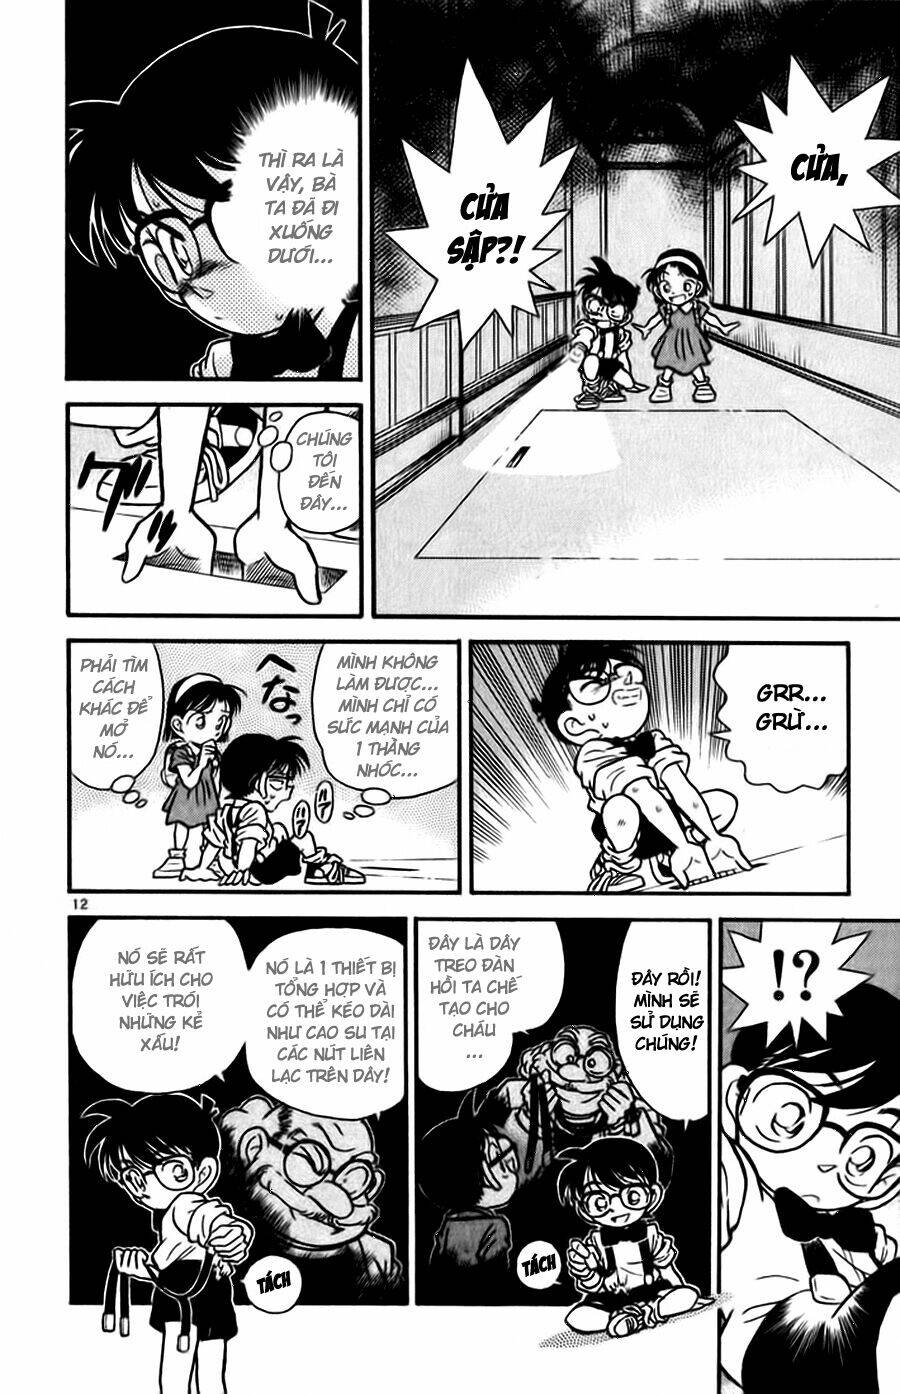 CỬA,
CỬA
SẬP?!
THÌ RA LÀ
VẬY, BÀ
TA ĐÃ ĐI
XUỐNG
DƯỚI...
CHÚNG
TÔI
ĐẾN
ĐÂY...
GRR...
GRỪ...
MÌNH KHÔNG
LÀM ĐƯỢC...
MÌNH CHỈ CÓ
SỨC MẠNH CỦA
1 THẰNG
NHÓC...
へなっ
PHẢI TÌM
CÁCH
KHÁC ĐỂ
MỞ
NÓ...
12
!?
ĐÂY RỒI!
MÌNH SẼ
SỬ DỤNG
CHÚNG!
ĐÂY LÀ DÂY
TREO ĐÀN
HỒI TA CHẾ
TẠO CHO
CHÁU
...
TÁCH
NÓ LÀ 1 THIẾT BỊ
TỔNG HỢP VÀ
CÓ THỂ KÉO DÀI
NHƯ CAO SU TẠI
CÁC NÚT LIÊN
LẠC TRÊN DÂY!
NÓ SẼ RẤT
HỮU ÍCH CHO
VIỆC TRÓI
NHỮNG KẺ
XẤU!
TÁCH